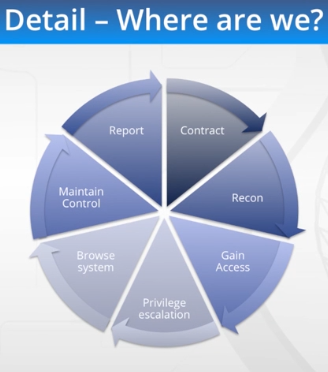 Detail – Where are we?
Contract
Recon
Gain
Access
Privilege
escalation
Browse
system
Maintain
Control
Report